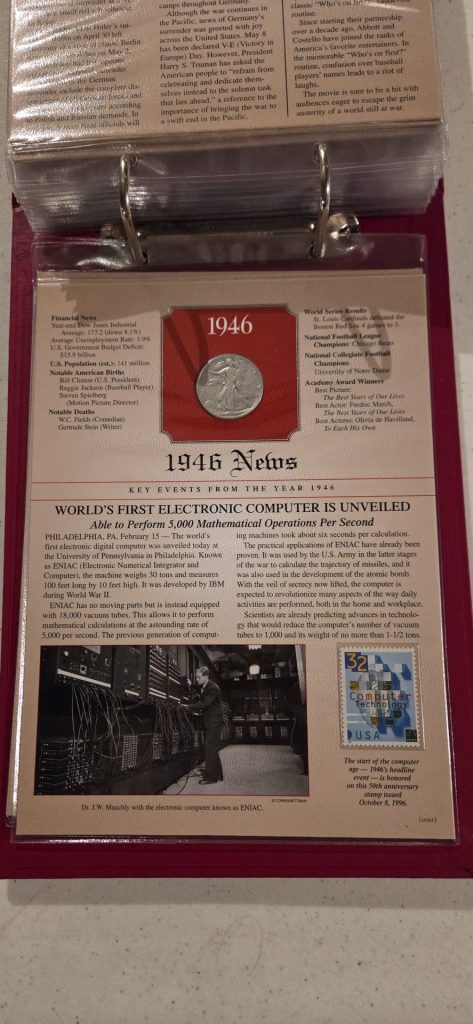 camps throughout Germany.
Although the war continues in
the Pacific, news of Germany's
surrender was greeted with joy
across the United States. May 8
has been declared V-E (Victory in
Europe) Day. However, President
Harry S. Truman has asked the
American people to "refrain from
celebrating and dedicate them-
selves instead to the solemn task
that lies ahead," a reference to the
importance of bringing the war to
a swift end in the Pacific.
routine.
Since starting their partnership
over a decade ago, Abbott and
Costello have joined the ranks of
America's favorite entertainers. In
the memorable "Who's on first?"
routine, confusion over baseball
players' names leads to a riot of
laughs.
The movie is sure to be a hit with
audiences eager to escape the grim
austerity of a world still at war.
Financial News
Year-end Dow Jones Industrial
Average: 177.2 (down 8.1%)
Average Unemployment Rate: 3.9%
U.S. Government Budget Deficit:
$15.9 billion
U.S. Population (est.): 141 million
Notable American Births:
Bill Clinton (U.S. President)
Reggie Jackson (Baseball Player)
Steven Spielberg
(Motion Picture Director)
Notable Deaths
W.C. Fields (Comedian)
Gertrude Stein (Writer)
1946
World Series Results
St. Louis Cardinals defeated the
Boston Red Sox 4 games to 3.
National Football League
Champions: Chicago Bears
National Collegiate Football
Champions:
University of Notre Dame
Academy Award Winners
Best Picture:
The Best Years of Our Lives
Best Actor: Fredric March,
The Best Years of Our Lives
Best Actress: Olivia de Havilland,
To Each His Own
1946 News
KEY EVENTS FROM THE YEAR 1946
WORLD'S FIRST ELECTRONIC COMPUTER IS UNVEILED
Able to Perform 5,000 Mathematical Operations Per Second
PHILADELPHIA, PA, February 15 — The world's
first electronic digital computer was unveiled today at
the University of Pennsylvania in Philadelphia. Known
as ENIAC (Electronic Numerical Integrator and
Computer), the machine weighs 30 tons and measures
100 feet long by 10 feet high. It was developed by IBM
during World War II.
ENIAC has no moving parts but is instead equipped
with 18,000 vacuum tubes. This allows it to perform
mathematical calculations at the astounding rate of
5,000 per second. The previous generation of comput-
ing machines took about six seconds per calculation.
The practical applications of ENIAC have already been
proven. It was used by the U.S. Army in the latter stages
of the war to calculate the trajectory of missiles, and it
was also used in the development of the atomic bomb.
With the veil of secrecy now lifted, the computer is
expected to revolutionize many aspects of the way daily
activities are performed, both in the home and workplace.
Scientists are already predicting advances in technolo-
gy that would reduce the computer's number of vacuum
tubes to 1,000 and its weight of no more than 1-1/2 tons.
© CORBIS/BETTMAN
Dr. J.W. Mauchly with the electronic computer known as ENIAC.
32
Computer
Technology
USA
The start of the computer
age — 1946's headline
event — is honored
on this 50th anniversary
stamp issued
October 8, 1996.
(over)